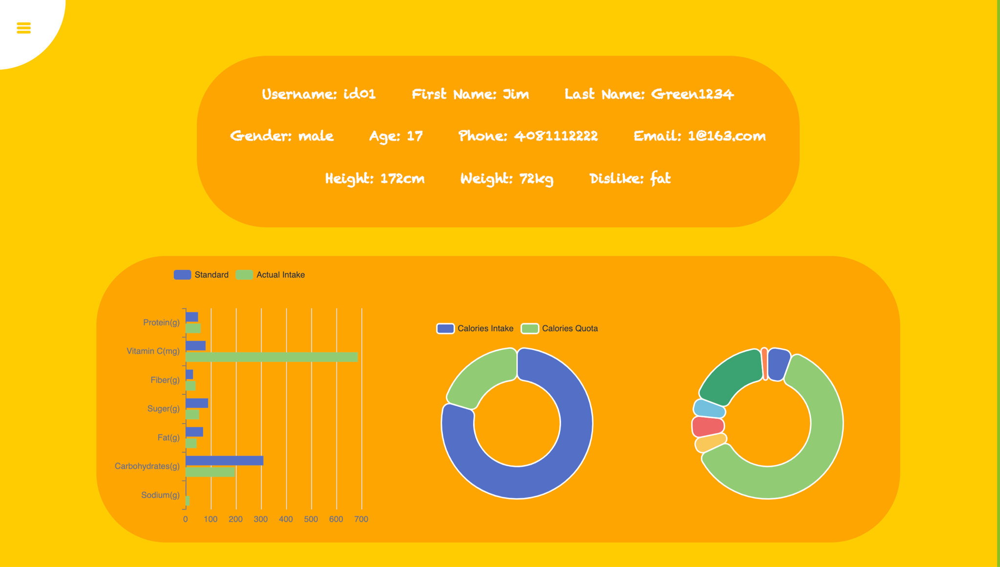 Username: id01 First Name: Jim Last Name: Green1234
Gender: male Age: 17 Phone: 4081112222 Email: 1@163.com
Height: 172cm Weight: 72kg Dislike: fat
Standard Actual Intake
Protein(g)
Vitamin C(mg)
Fiber(g)
Suger(g)
Fat(g)
Carbohydrates(g)
Sodium(g)
0 100 200 300 400 500 600 700
Calories Intake Calories Quota